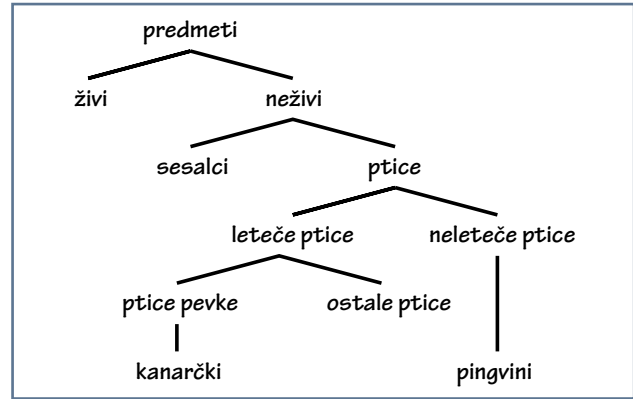 predmeti
živi neživi
sesalci ptice
leteče ptice neleteče ptice
ptice pevke ostale ptice
kanarčki pingvini